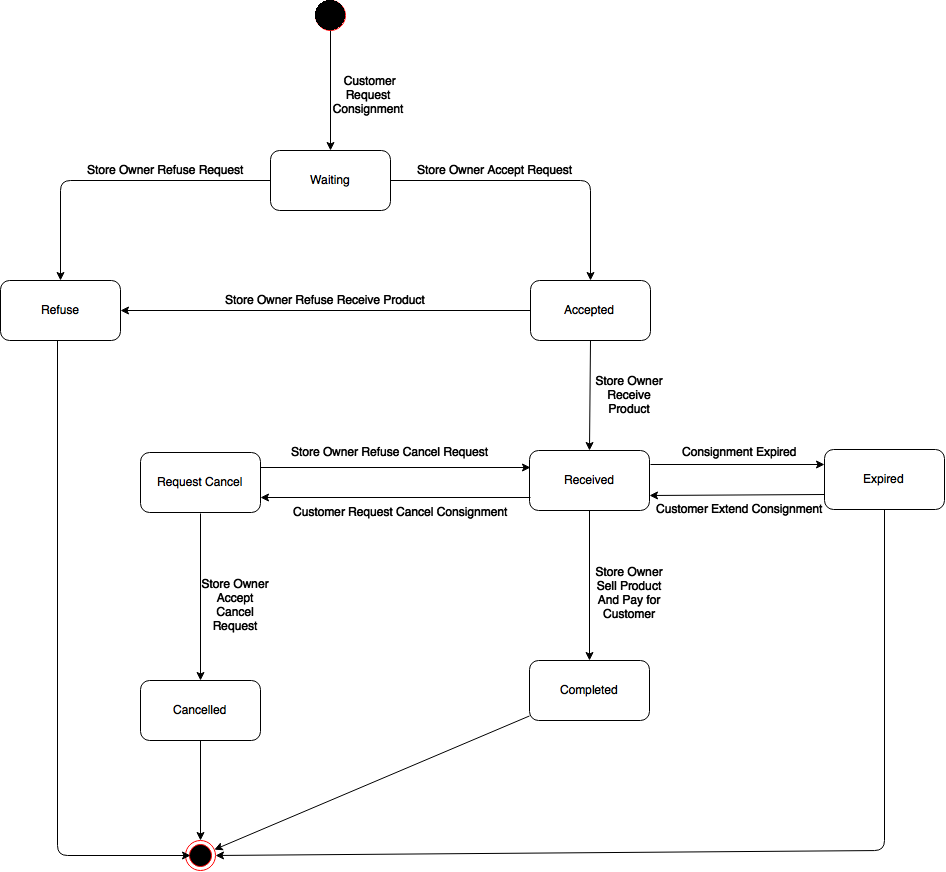 Customer
Request
Consignment
Store Owner Refuse Request
Store Owner Accept Request
Waiting
Refuse
Store Owner Refuse Receive Product
Accepted
Store Owner
Receive
Product
Store Owner Refuse Cancel Request
Consignment Expired
Request Cancel
Received
Expired
Customer Request Cancel Consignment
Customer Extend Consignment
Store Owner
Accept
Cancel
Request
Store Owner
Sell Product
And Pay for
Customer
Cancelled
Completed